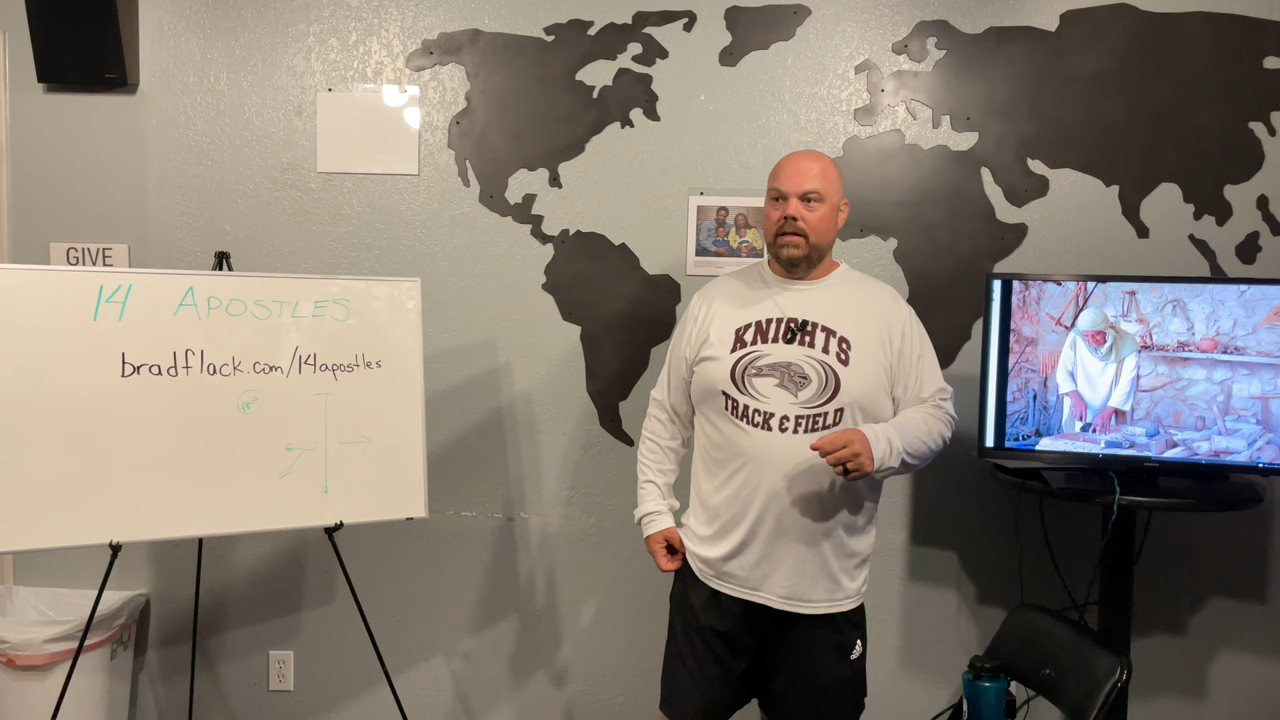 GIVE
14 APOSTLES
bradflack.com/14apostles
KNIGHTS
TRACK & FIELD